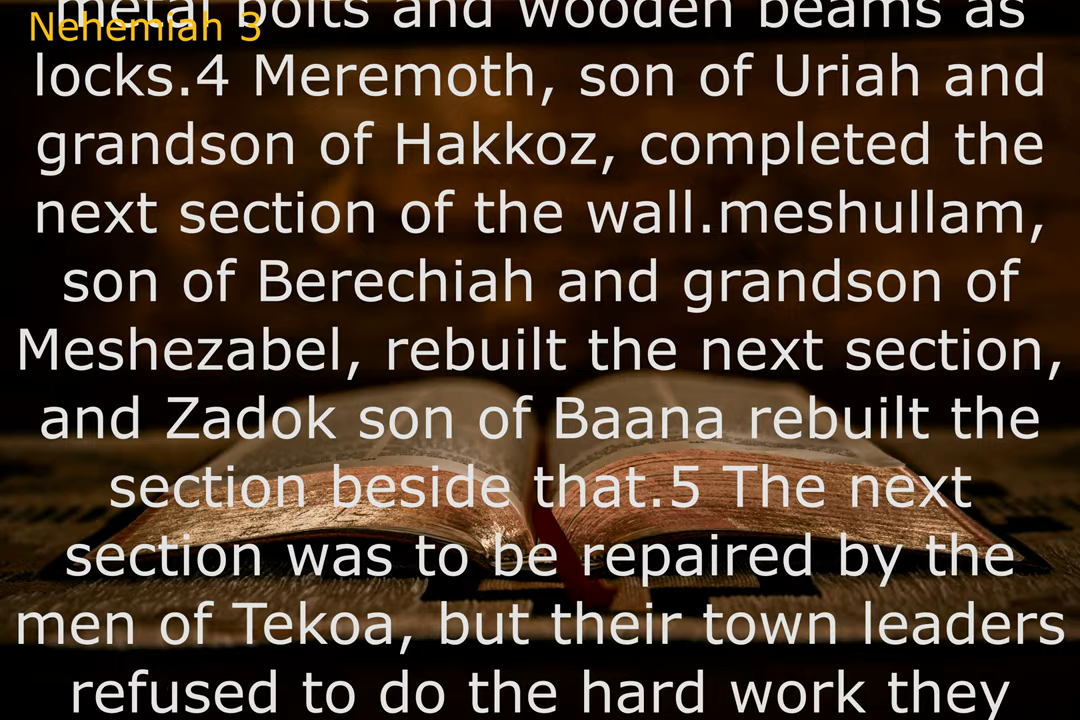 metal bolts and wooden beams as
Nehemiah 3
locks.4 Meremoth, son of Uriah and
grandson of Hakkoz, completed the
next section of the wall.meshullam,
son of Berechiah and grandson of
Meshezabel, rebuilt the next section,
and Zadok son of Baana rebuilt the
section beside that.5 The next
section was to be repaired by the
men of Tekoa, but their town leaders
refused to do the hard work they